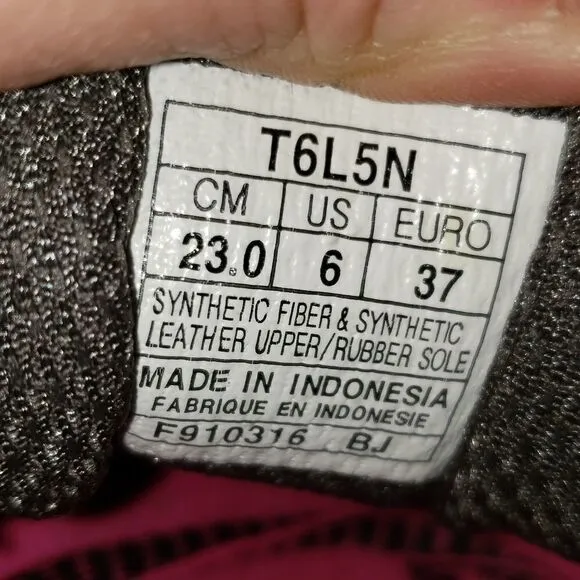 T6L5N
CM US EURO
23.0 6 37
SYNTHETIC FIBER & SYNTHETIC
LEATHER UPPER/RUBBER SOLE
MADE IN INDONESIA
FABRIQUE EN INDONESIE
F910316 BJ